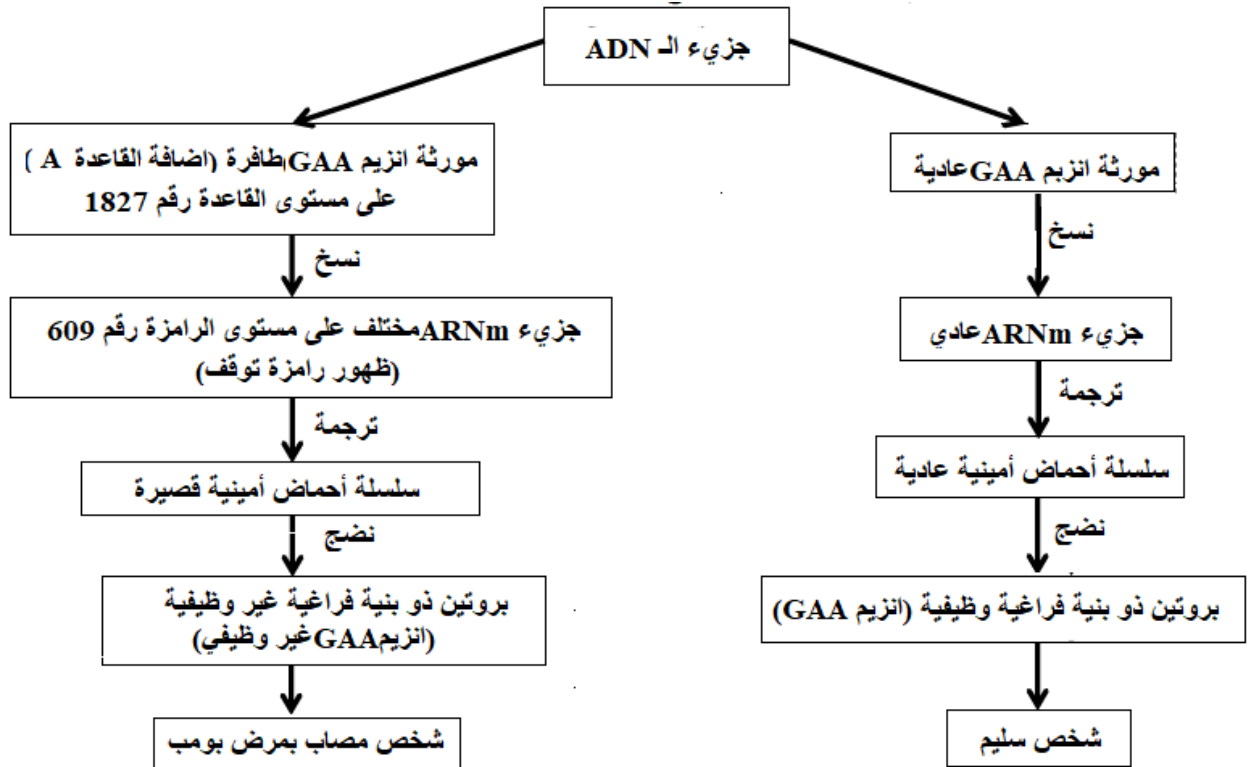 جزيء الـ ADN
مورثة انزيم GAA طافرة (اضافة القاعدة A )
على مستوى القاعدة رقم 1827
مورثة انزيم GAA عادية
نسخ
نسخ
جزيء ARNm مختلف على مستوى الرامزة رقم 609
(ظهور رامزة توقف)
جزيء ARNm عادي
ترجمة
ترجمة
سلسلة أحماض أمينية قصيرة
سلسلة أحماض أمينية عادية
نضج
نضج
بروتين ذو بنية فراغية غير وظيفية
(انزيم GAA غير وظيفي)
بروتين ذو بنية فراغية وظيفية (انزيم GAA)
شخص مصاب بمرض بومب
شخص سليم